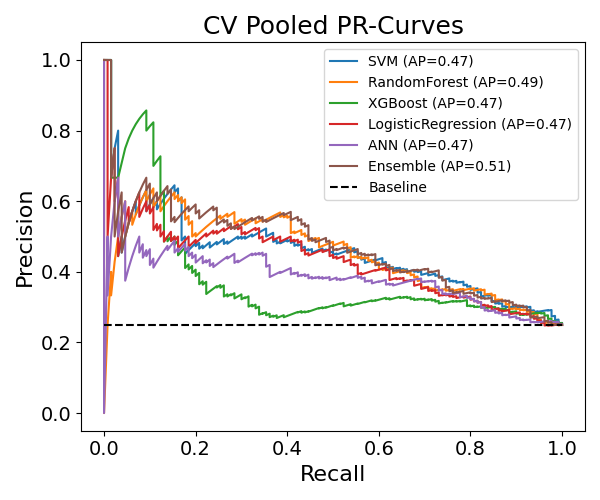 CV Pooled PR-Curves
Precision
1.0
0.8
0.6
0.4
0.2
0.0
SVM (AP=0.47)
RandomForest (AP=0.49)
XGBoost (AP=0.47)
LogisticRegression (AP=0.47)
ANN (AP=0.47)
Ensemble (AP=0.51)
Baseline
0.0 0.2 0.4 0.6 0.8 1.0
Recall